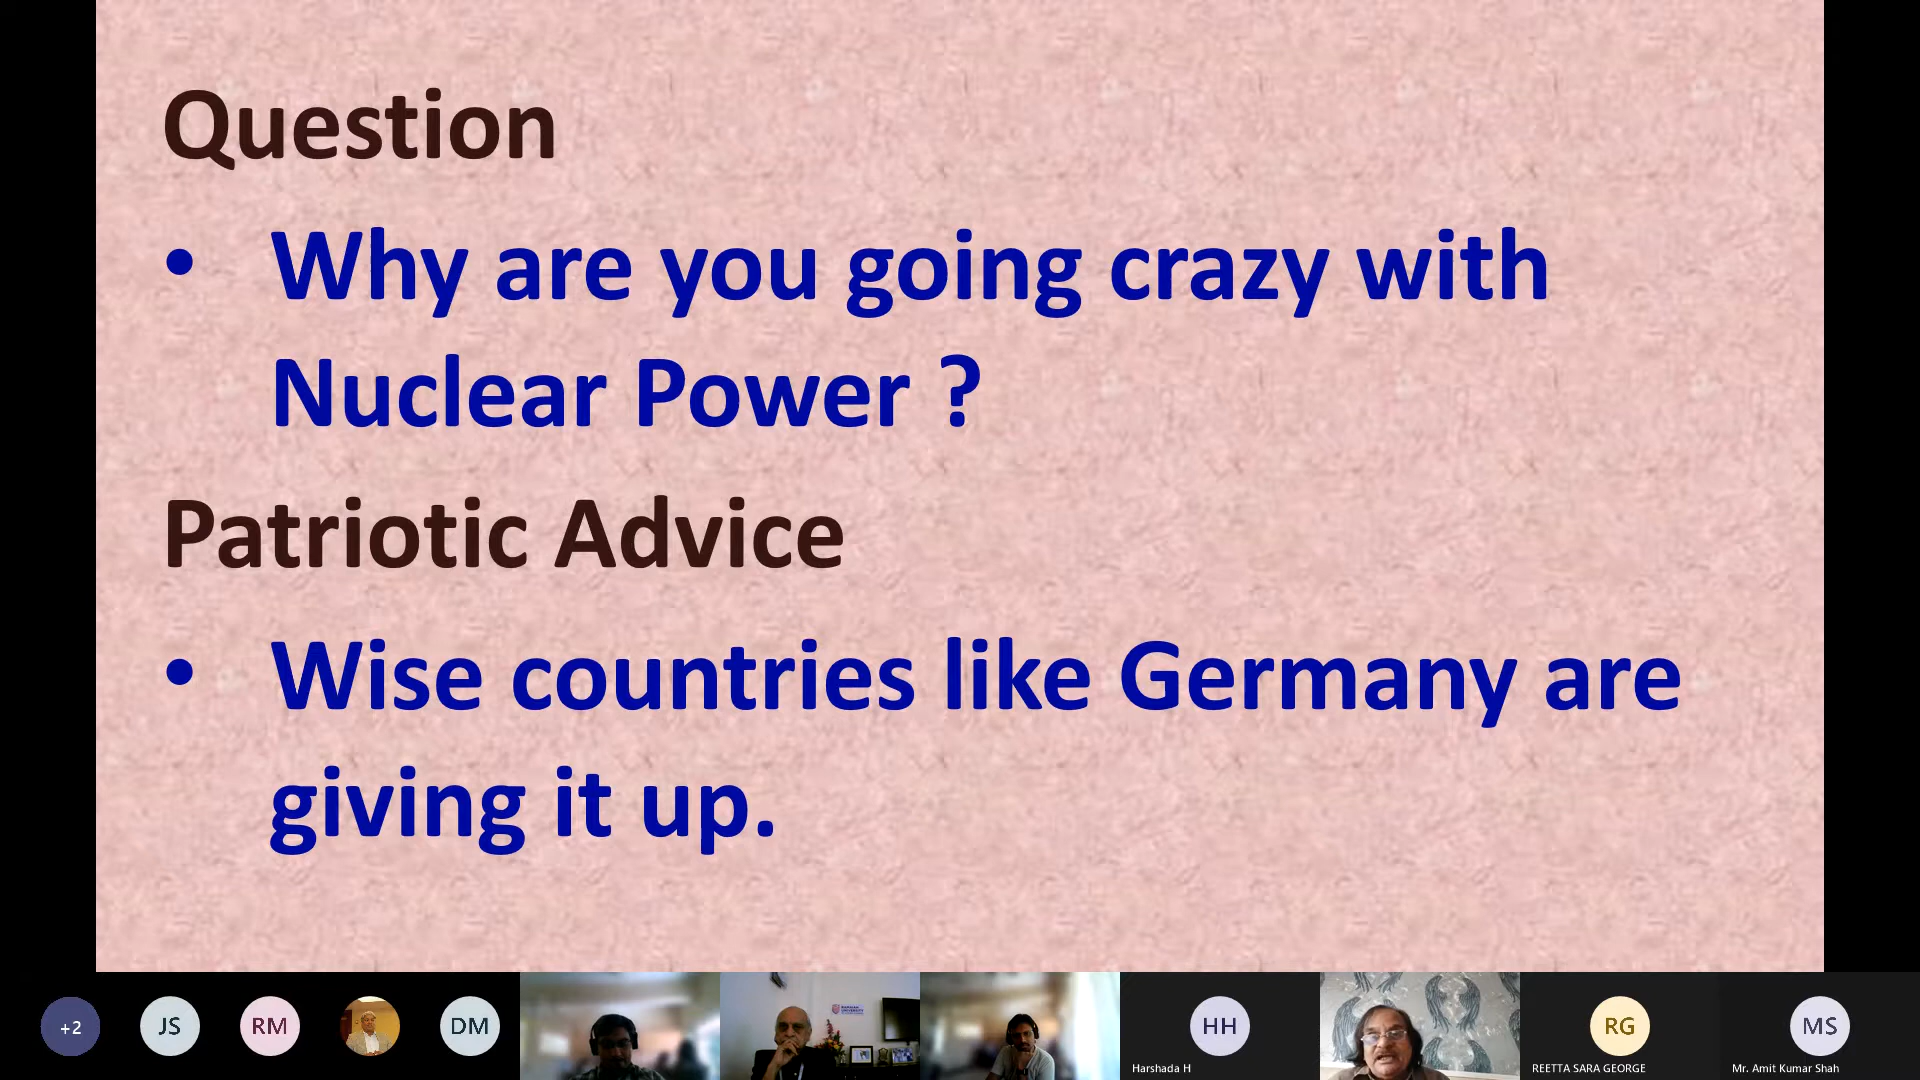 Question
• Why are you going crazy with
Nuclear Power ?
Patriotic Advice
• Wise countries like Germany are
giving it up.
+2
JS
RM
DM
HH
Harshada H
RG
REETTA SARA GEORGE
MS
Mr. Amit Kumar Shah